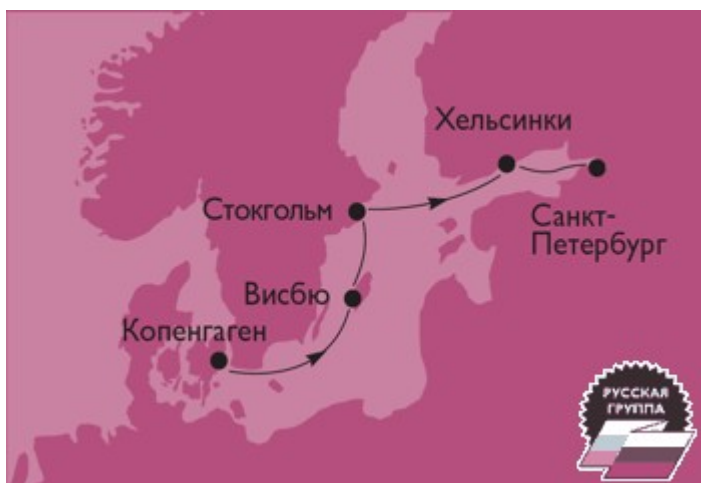 Хельсинки
Стокгольм
Санкт-
Петербург
Висбю
Копенгаген
РУССКАЯ
ГРУППА